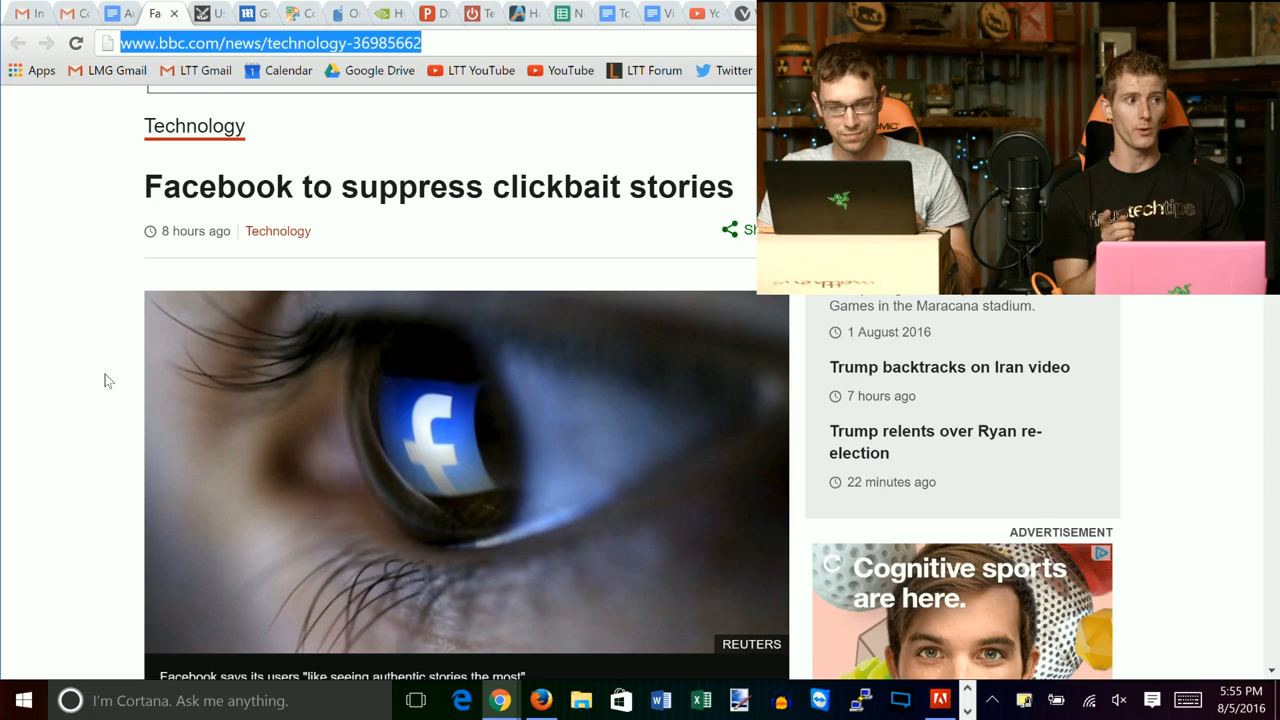 In
Co
Fa
www.bbc.com/news/technology-36985662
Apps
LMG Gmail
LTT Gmail
Calendar
Google Drive
LTT YouTube
YouTube
LTT Forum
Twitter
Technology
Facebook to suppress clickbait stories
8 hours ago
Technology
linustechtips
Games in the Maracana stadium.
1 August 2016
Trump backtracks on Iran video
7 hours ago
Trump relents over Ryan re-
election
22 minutes ago
ADVERTISEMENT
Cognitive sports
are here.
REUTERS
Facebook says its users "like seeing authentic stories the most"
I'm Cortana. Ask me anything.
5:55 PM
8/5/2016